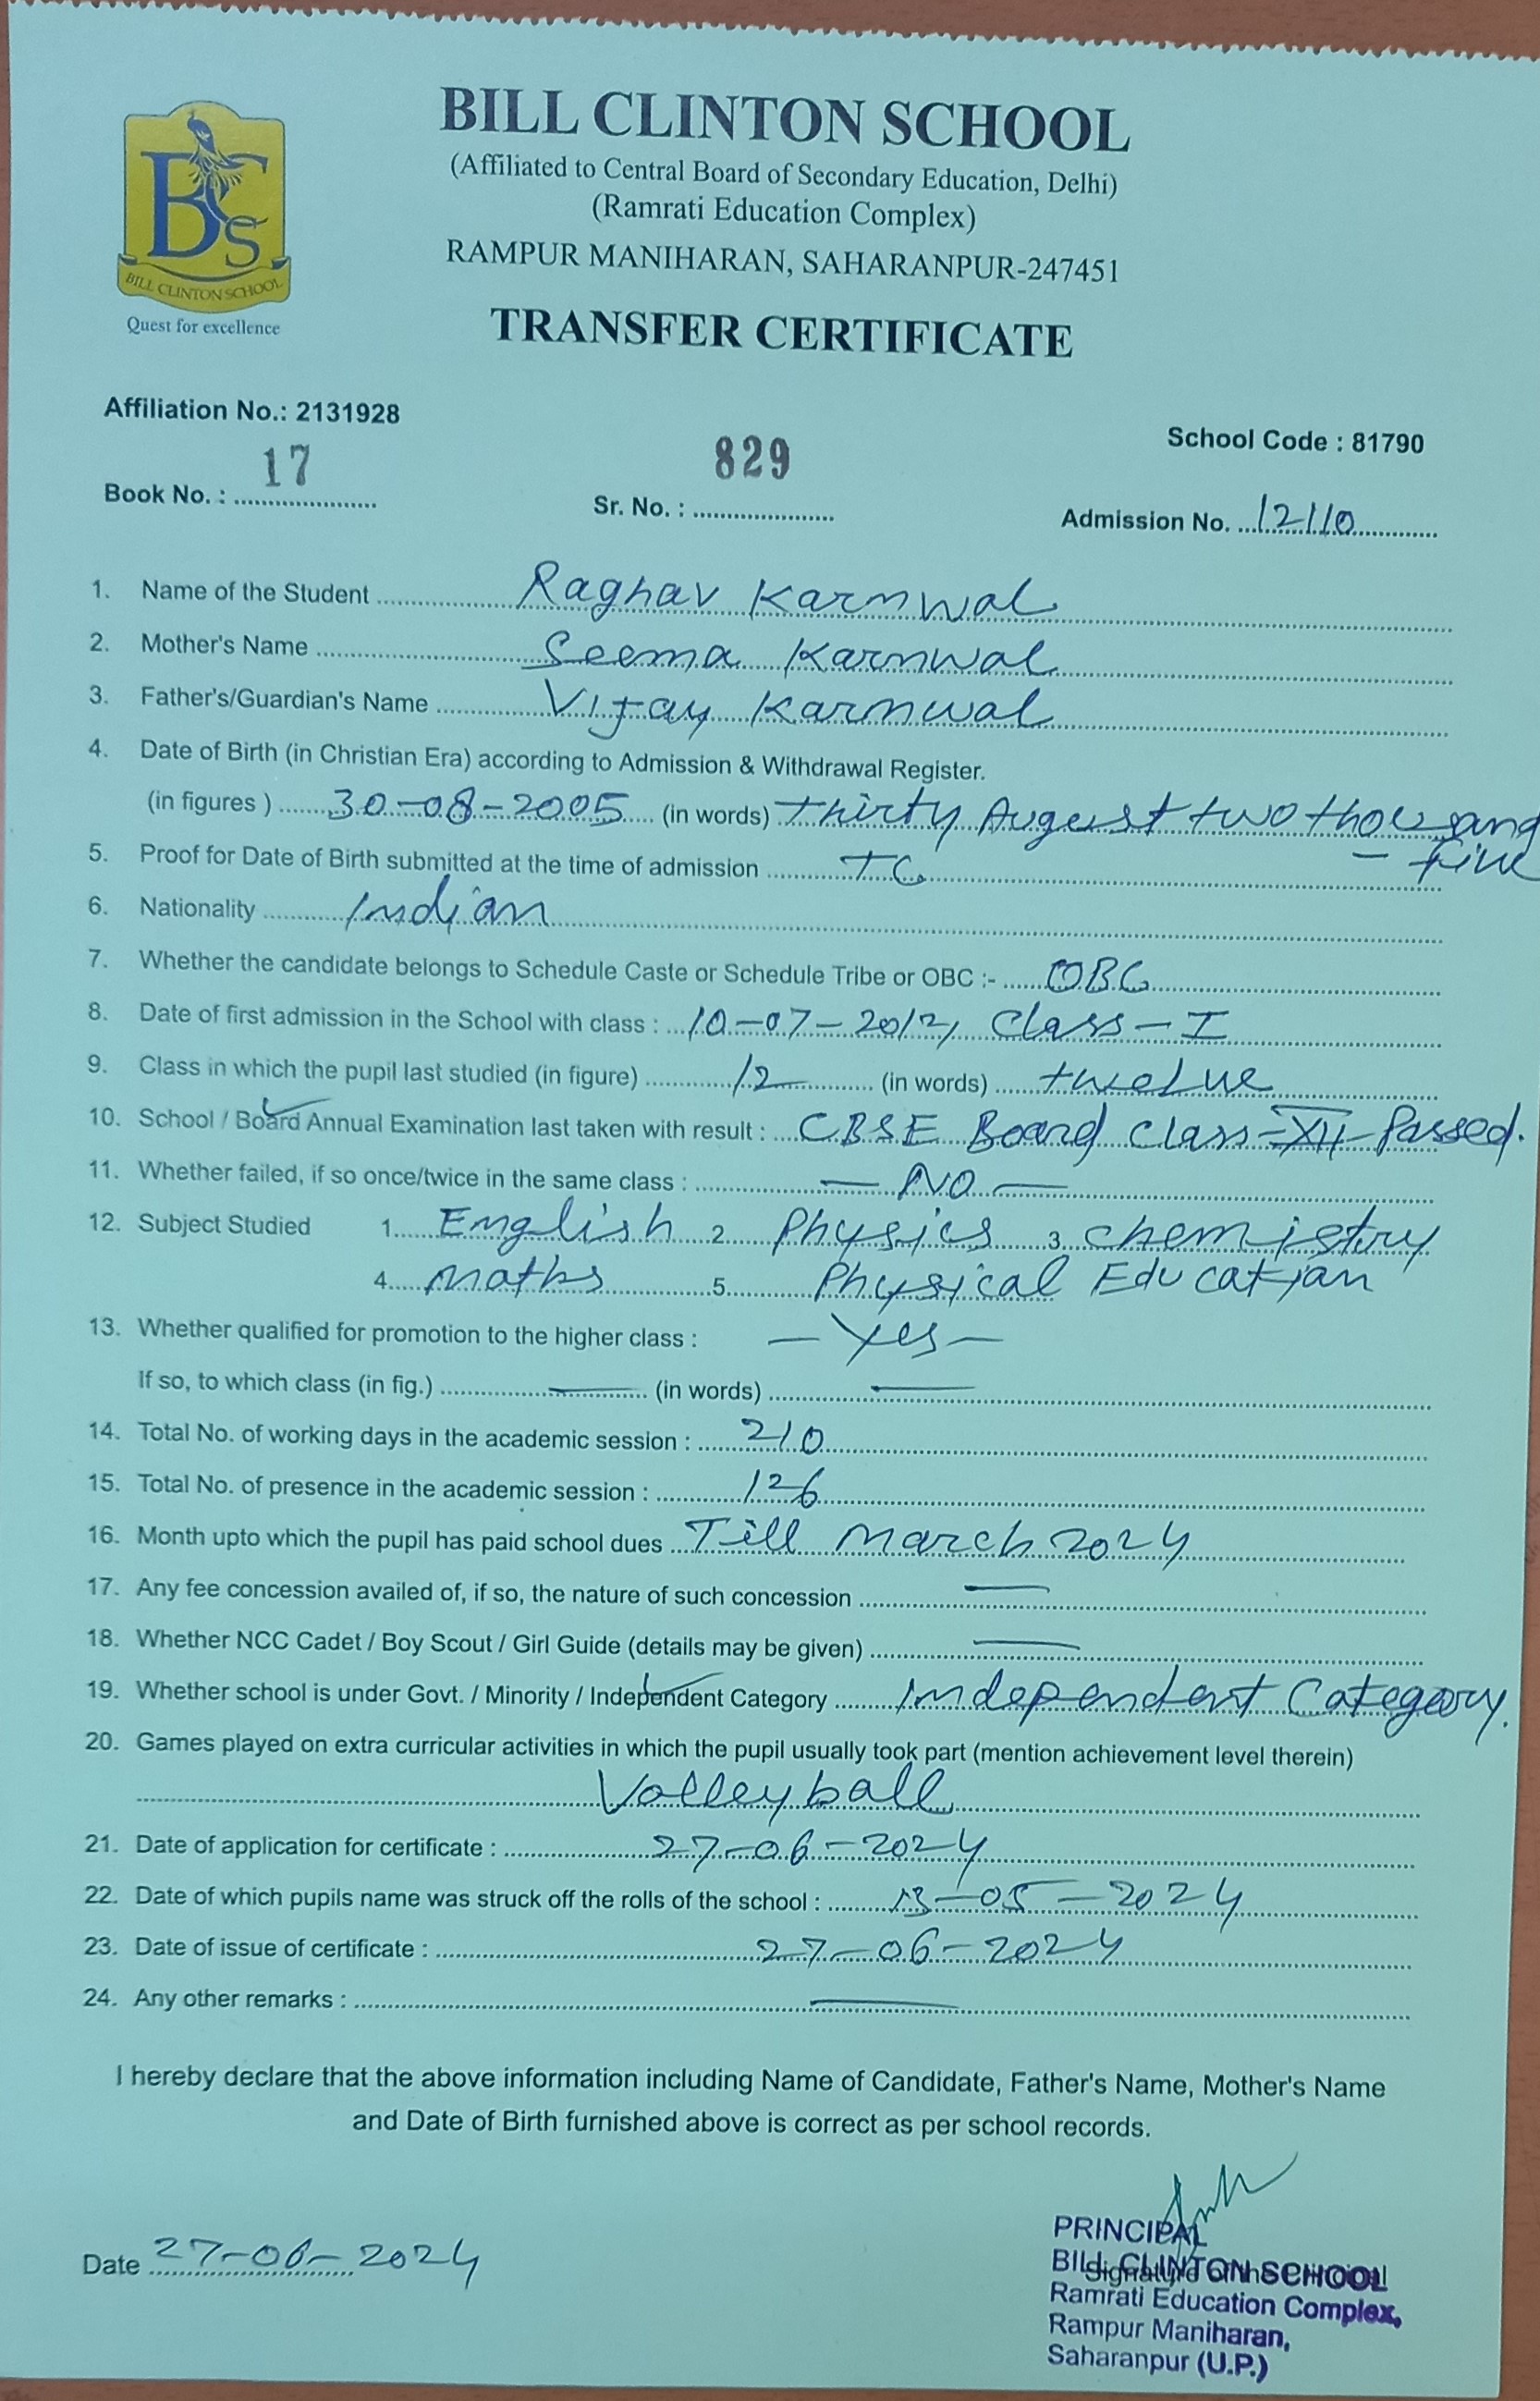 BILL CLINTON SCHOOL
(Affiliated to Central Board of Secondary Education, Delhi)
(Ramrati Education Complex)
RAMPUR MANIHARAN, SAHARANPUR-247451
BCS
BILL CLINTON SCHOOL
Quest for excellence
TRANSFER CERTIFICATE
Affiliation No.: 2131928
School Code : 81790
Book No. : 17 Sr. No. : 829 Admission No. 12110
1. Name of the Student Raghav Karnwal
2. Mother's Name Seema Karnwal
3. Father's/Guardian's Name Vijay Karnwal
4. Date of Birth (in Christian Era) according to Admission & Withdrawal Register.
(in figures ) 30-08-2005 (in words) thirty August two thousand
- five
5. Proof for Date of Birth submitted at the time of admission TC
6. Nationality Indian
7. Whether the candidate belongs to Schedule Caste or Schedule Tribe or OBC :- OBC
8. Date of first admission in the School with class : 10-07-2012, Class-I
9. Class in which the pupil last studied (in figure) 12 (in words) twelve
10. School / Board Annual Examination last taken with result : CBSE Board Class-XII Passed.
11. Whether failed, if so once/twice in the same class : — No —
12. Subject Studied 1. English 2. Physics 3. chemistry
4. maths 5. Physical Education
13. Whether qualified for promotion to the higher class : — Yes —
If so, to which class (in fig.) — (in words) —
14. Total No. of working days in the academic session : 210
15. Total No. of presence in the academic session : 126
16. Month upto which the pupil has paid school dues Till March 2024
17. Any fee concession availed of, if so, the nature of such concession —
18. Whether NCC Cadet / Boy Scout / Girl Guide (details may be given) —
19. Whether school is under Govt. / Minority / Independent Category Independent Category.
20. Games played on extra curricular activities in which the pupil usually took part (mention achievement level therein)
Volleyball
21. Date of application for certificate : 27-06-2024
22. Date of which pupils name was struck off the rolls of the school : 13-05-2024
23. Date of issue of certificate : 27-06-2024
24. Any other remarks : —
I hereby declare that the above information including Name of Candidate, Father's Name, Mother's Name
and Date of Birth furnished above is correct as per school records.
Date 27-06-2024
PRINCIPAL
BILL CLINTON SCHOOL
Ramrati Education Complex,
Rampur Maniharan,
Saharanpur (U.P.)